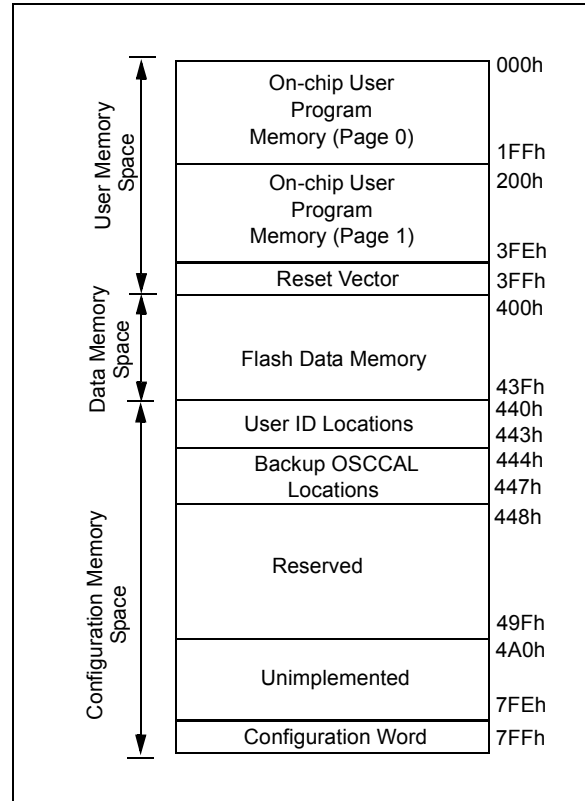 000h
On-chip User
Program
Memory (Page 0)
1FFh
200h
On-chip User
Program
Memory (Page 1)
3FEh
Reset Vector
3FFh
400h
Flash Data Memory
43Fh
440h
User ID Locations
443h
444h
Backup OSCCAL
Locations
447h
448h
Reserved
49Fh
4A0h
Unimplemented
7FEh
Configuration Word
7FFh
User Memory
Space
Data Memory
Space
Configuration Memory
Space